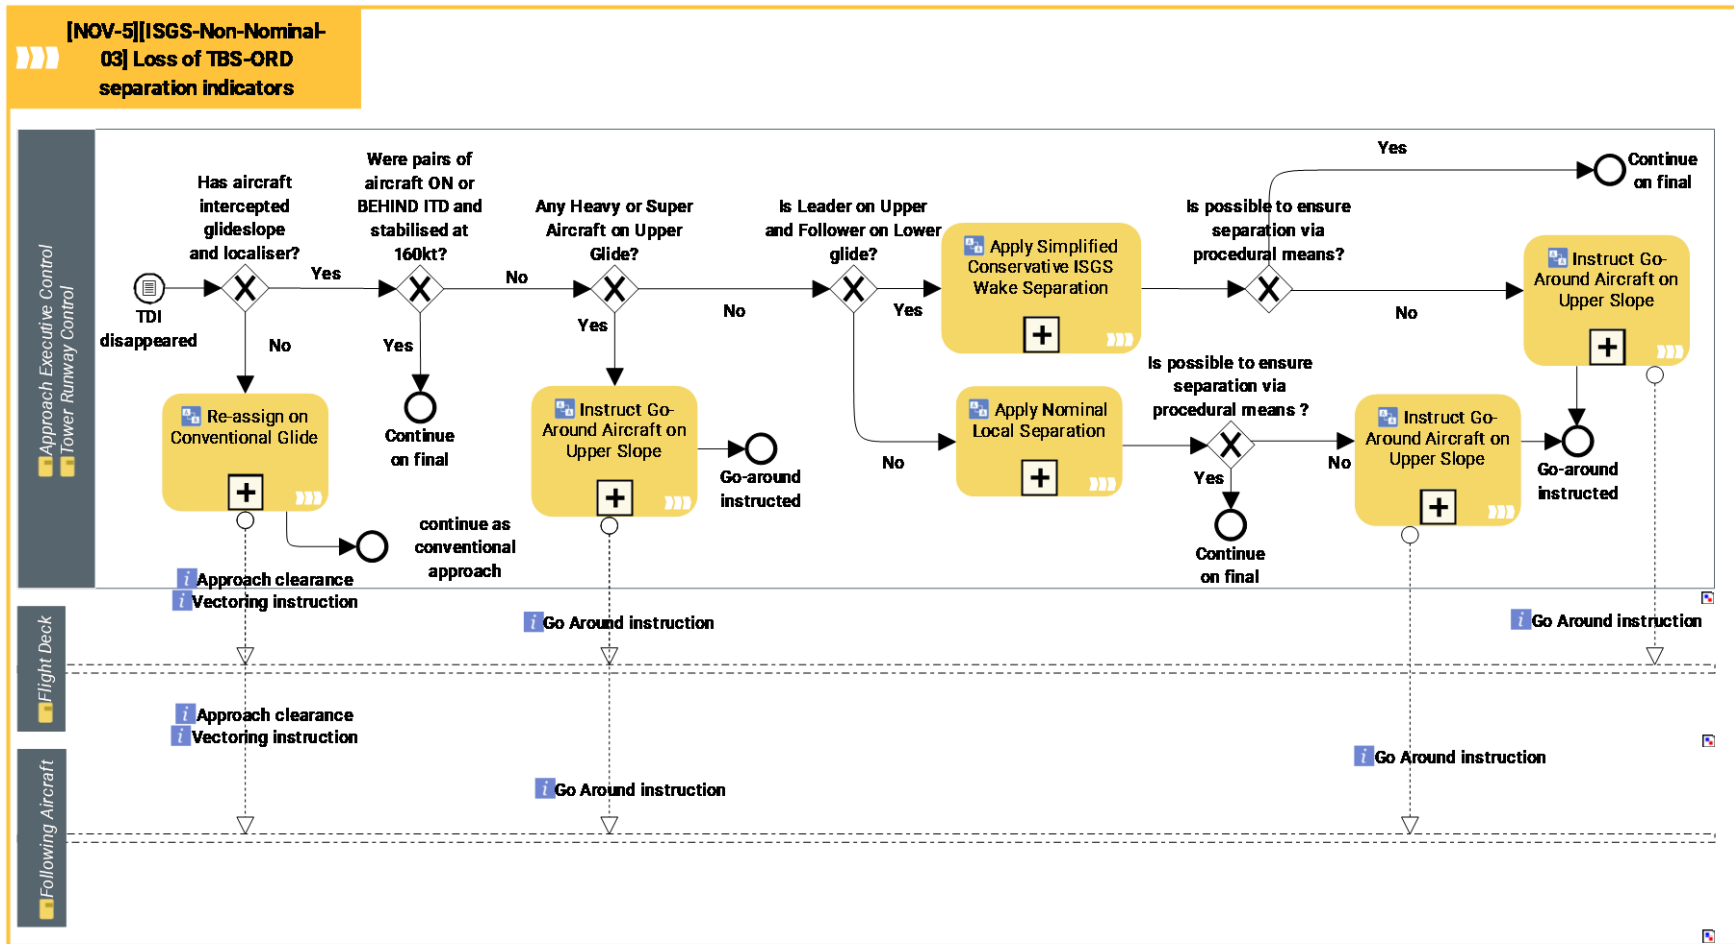 [NOV-5][ISGS-Non-Nominal-
03] Loss of TBS-ORD
separation indicators
Approach Executive Control
Tower Runway Control
Has aircraft
intercepted
glideslope
and localiser?
Were pairs of
aircraft ON or
BEHIND ITD and
stabilised at
160kt?
Any Heavy or Super
Aircraft on Upper
Glide?
Is Leader on Upper
and Follower on Lower
glide?
Apply Simplified
Conservative ISGS
Wake Separation
Is possible to ensure
separation via
procedural means?
Yes
Continue
on final
Instruct Go-
Around Aircraft on
Upper Slope
TDI
disappeared
Yes
No
No
Yes
No
No
Yes
Yes
Re-assign on
Conventional Glide
Continue
on final
Instruct Go-
Around Aircraft on
Upper Slope
Go-around
instructed
No
Apply Nominal
Local Separation
Is possible to ensure
separation via
procedural means ?
Yes
No
Continue
on final
Instruct Go-
Around Aircraft on
Upper Slope
Go-around
instructed
continue as
conventional
approach
Approach clearance
Vectoring instruction
Go Around instruction
Go Around instruction
Flight Deck
Approach clearance
Vectoring instruction
Go Around instruction
Go Around instruction
Following Aircraft